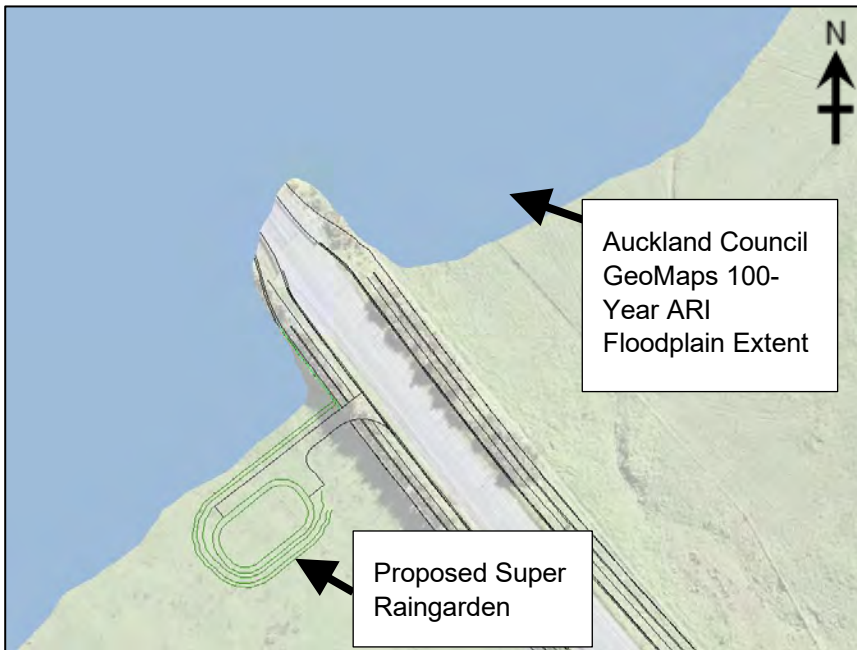 N
Auckland Council
GeoMaps 100-
Year ARI
Floodplain Extent
Proposed Super
Raingarden